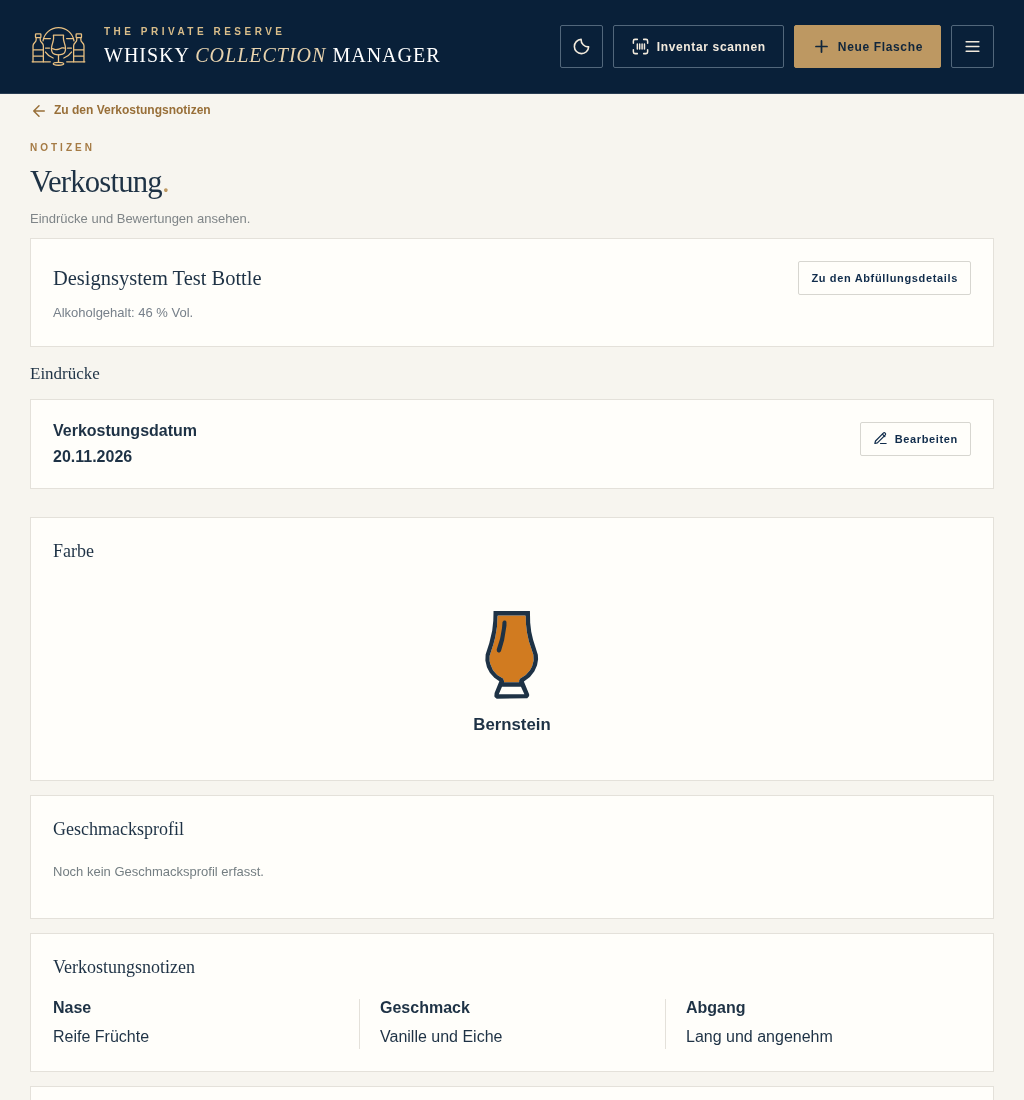 THE PRIVATE RESERVE
WHISKY COLLECTION MANAGER
Inventar scannen
Neue Flasche
Zu den Verkostungsnotizen
NOTIZEN
Verkostung.
Eindrücke und Bewertungen ansehen.
Designsystem Test Bottle
Zu den Abfüllungsdetails
Alkoholgehalt: 46 % Vol.
Eindrücke
Verkostungsdatum
20.11.2026
Bearbeiten
Farbe
Bernstein
Geschmacksprofil
Noch kein Geschmacksprofil erfasst.
Verkostungsnotizen
Nase
Reife Früchte
Geschmack
Vanille und Eiche
Abgang
Lang und angenehm